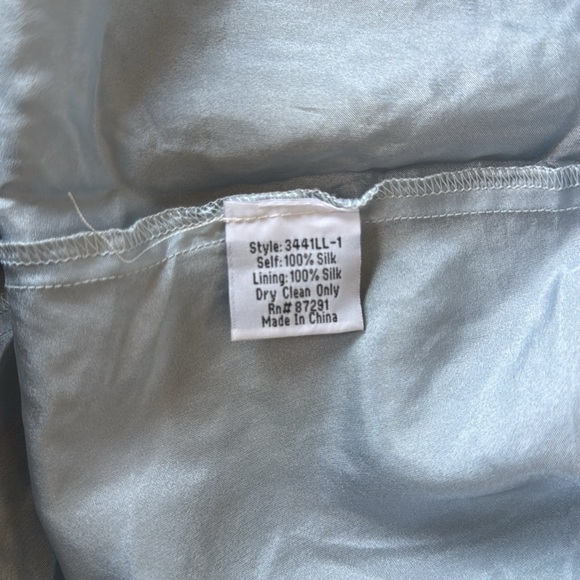 Style: 3441LL-1
Self: 100% Silk
Lining: 100% Silk
Dry Clean Only
Rn# 87291
Made In China